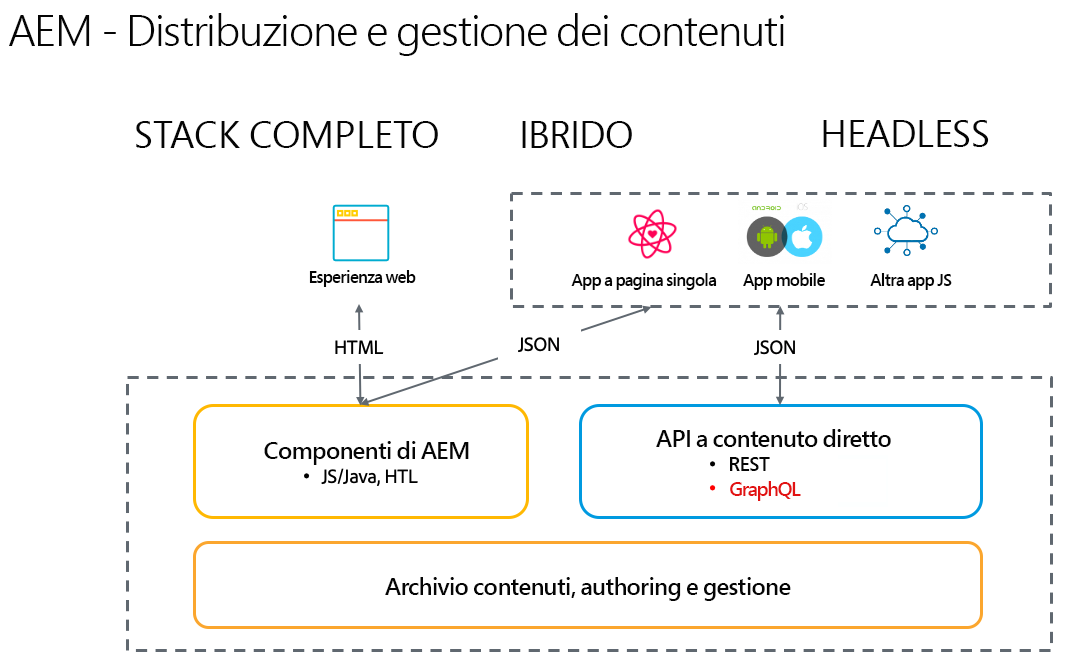 AEM - Distribuzione e gestione dei contenuti
STACK COMPLETO
IBRIDO
HEADLESS
ANDROID
iOS
Esperienza web
App a pagina singola
App mobile
Altra app JS
HTML
JSON
JSON
Componenti di AEM
• JS/Java, HTL
API a contenuto diretto
• REST
• GraphQL
Archivio contenuti, authoring e gestione